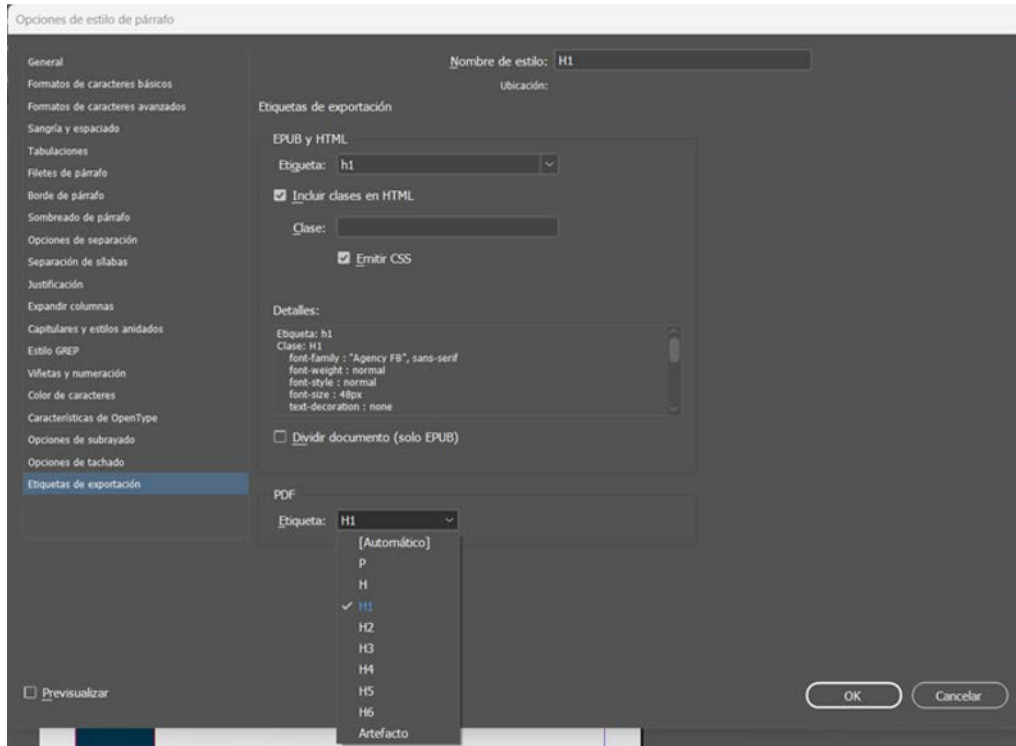 Opciones de estilo de párrafo
General
Formatos de caracteres básicos
Formatos de caracteres avanzados
Sangría y espaciado
Tabulaciones
Filetes de párrafo
Borde de párrafo
Sombreado de párrafo
Opciones de separación
Separación de sílabas
Justificación
Expandir columnas
Capitulares y estilos anidados
Estilo GREP
Viñetas y numeración
Color de caracteres
Características de OpenType
Opciones de subrayado
Opciones de tachado
Etiquetas de exportación
Nombre de estilo: H1
Ubicación:
Etiquetas de exportación
EPUB y HTML
Etiqueta: h1
Incluir clases en HTML
Clase:
Emitir CSS
Detalles:
Etiqueta: h1
Clase: H1
font-family : "Agency FB", sans-serif
font-weight : normal
font-style : normal
font-size : 48px
text-decoration : none
Dividir documento (solo EPUB)
PDF
Etiqueta: H1
[Automático]
P
H
H1
H2
H3
H4
H5
H6
Artefacto
Previsualizar
OK
Cancelar